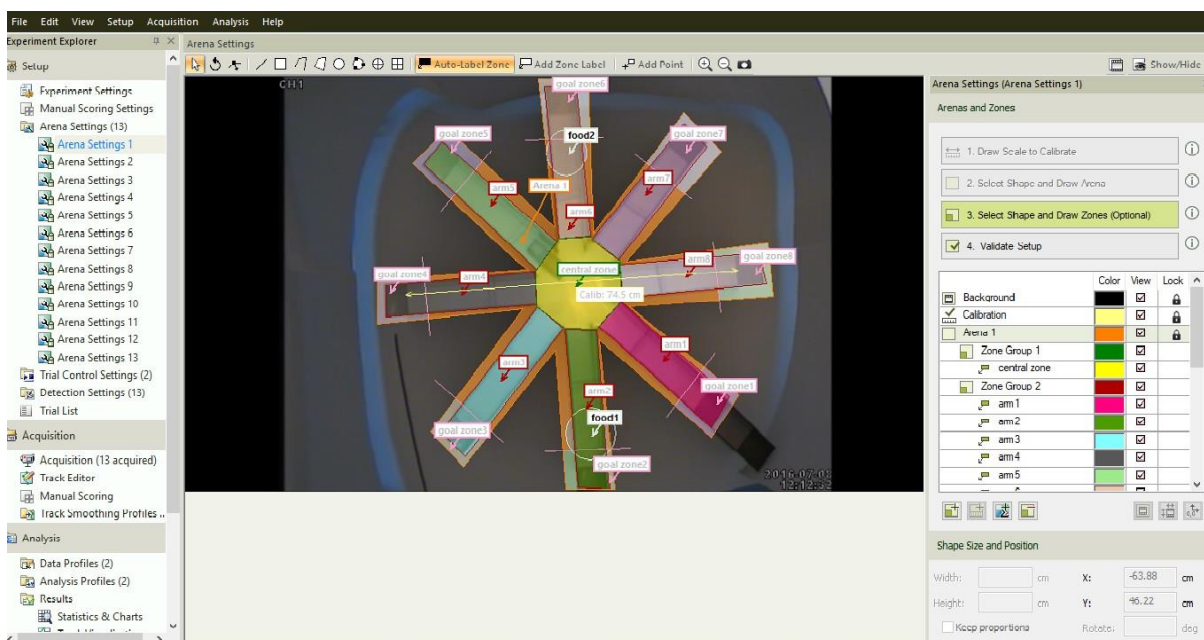 File Edit View Setup Acquisition Analysis Help
Experiment Explorer
Arena Settings
Setup
Experiment Settings
Manual Scoring Settings
Arena Settings (13)
Arena Settings 1
Arena Settings 2
Arena Settings 3
Arena Settings 4
Arena Settings 5
Arena Settings 6
Arena Settings 7
Arena Settings 8
Arena Settings 9
Arena Settings 10
Arena Settings 11
Arena Settings 12
Arena Settings 13
Trial Control Settings (2)
Detection Settings (13)
Trial List
Acquisition
Acquisition (13 acquired)
Track Editor
Manual Scoring
Track Smoothing Profiles ..
Analysis
Data Profiles (2)
Analysis Profiles (2)
Results
Statistics & Charts
Auto-Label Zone Add Zone Label Add Point
Show/Hide
CH1
goal zone6
goal zone5
food2
goal zone7
arm5
Arena 1
arm7
arm6
goal zone4
arm4
central zone
arm8
goal zone8
Calib: 74.5 cm
arm3
arm1
arm2
goal zone1
food1
goal zone3
goal zone2
2016-07-08
12:12:32
Arena Settings (Arena Settings 1)
Arenas and Zones
1. Draw Scale to Calibrate
2. Select Shape and Draw Arena
3. Select Shape and Draw Zones (Optional)
4. Validate Setup
Color View Lock
Background
Calibration
Arena 1
Zone Group 1
central zone
Zone Group 2
arm 1
arm 2
arm 3
arm 4
arm 5
Shape Size and Position
Width: cm X: -63.88 cm
Height: cm Y: 46.22 cm
Keep proportions Rotate: deg